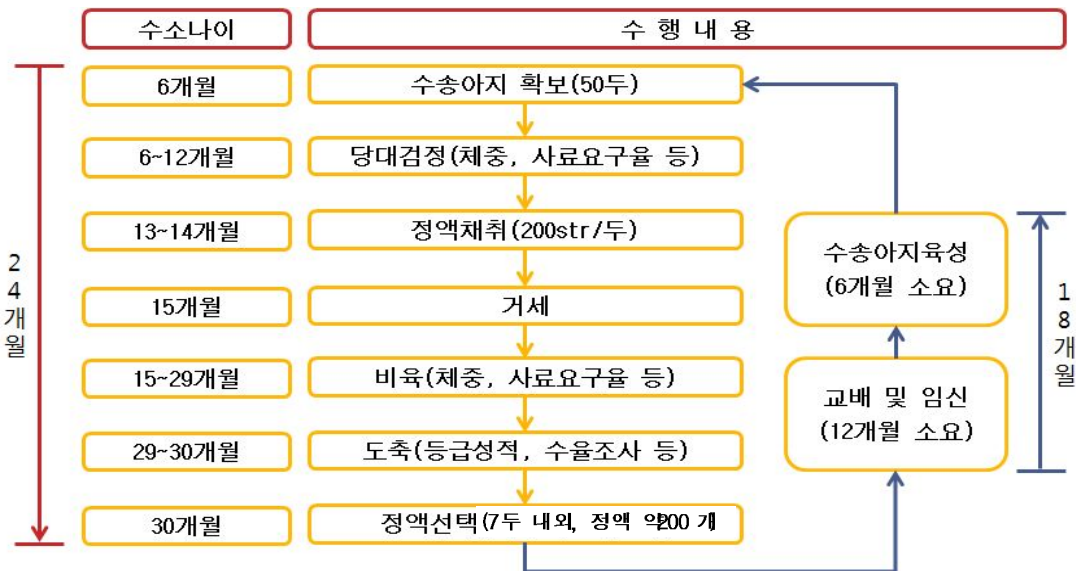 수소나이 수 행 내 용
6개월 수송아지 확보(50두)
6~12개월 당대검정(체중, 사료요구율 등)
13~14개월 정액채취(200str/두)
15개월 거세
15~29개월 비육(체중, 사료요구율 등)
29~30개월 도축(등급성적, 수율조사 등)
30개월 정액선택(7두 내외, 정액 약200 개
24개월
수송아지육성
(6개월 소요)
교배 및 임신
(12개월 소요)
18개월